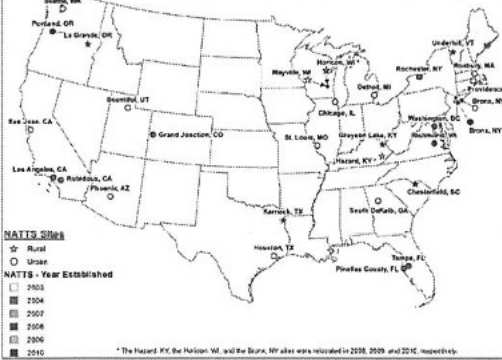 Seattle, WA
Portland, OR
La Grande, OR
Underhill, VT
Horicon, WI *
Mayville, WI
Rochester, NY
Roxbury, MA
Providence
Detroit, MI
Bronx, NY
Chicago, IL
Bountiful, UT
Washington, DC
Bronx, NY
San Jose, CA
Grand Junction, CO
St. Louis, MO
Grayson Lake, KY
Richmond, VA
Hazard, KY *
Los Angeles, CA
Rubidoux, CA
Phoenix, AZ
Chesterfield, SC
South DeKalb, GA
Karnack, TX
NATTS Sites
Rural
Urban
Houston, TX
Tampa, FL
Pinellas County, FL
NATTS - Year Established
2003
2004
2007
2008
2009
2010
* The Hazard, KY, the Horicon, WI, and the Bronx, NY sites were relocated in 2008, 2009, and 2010, respectively.